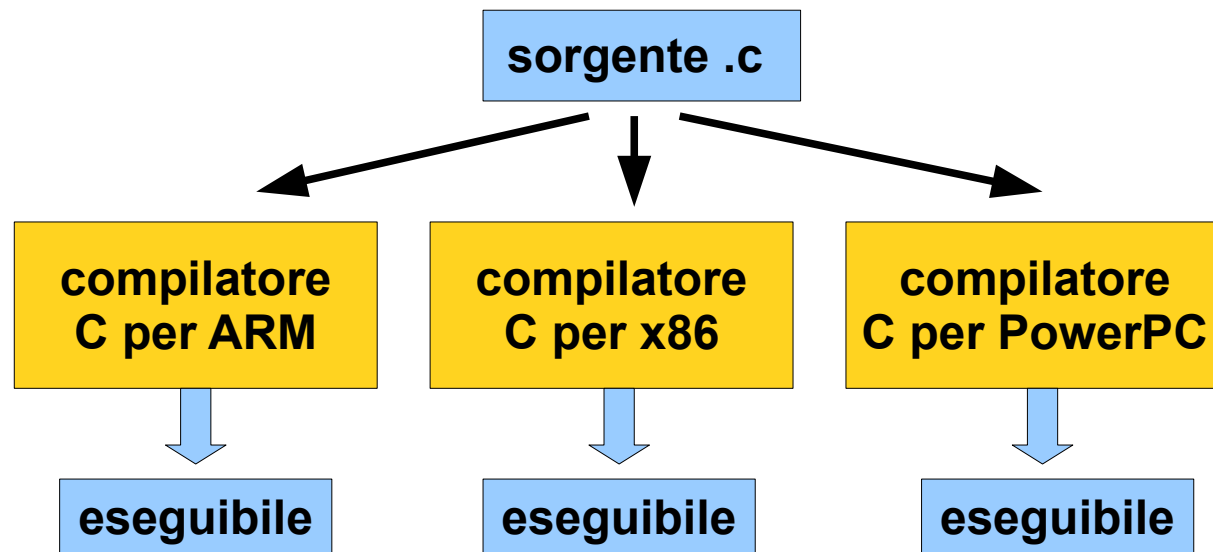 sorgente .c
compilatore
C per ARM
compilatore
C per x86
compilatore
C per PowerPC
eseguibile
eseguibile
eseguibile